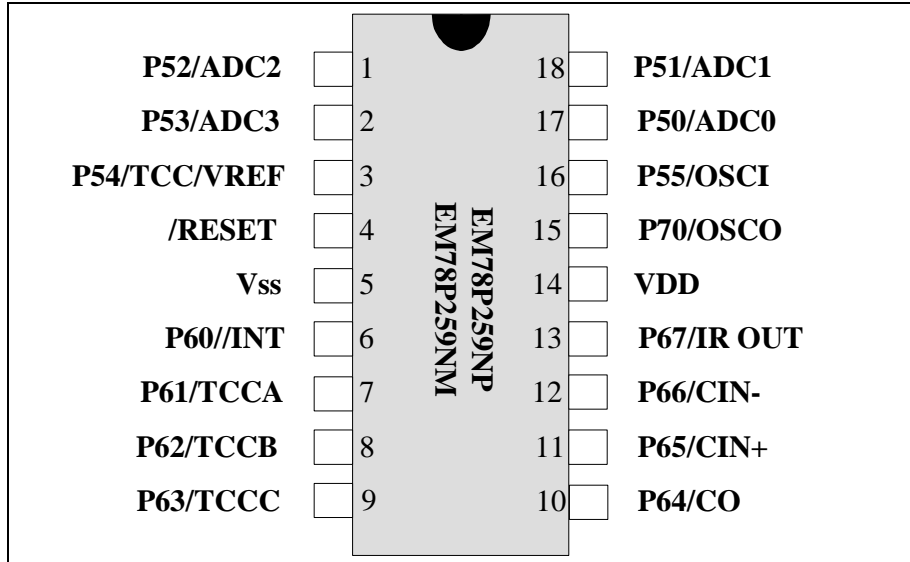 P52/ADC2 1 18 P51/ADC1
P53/ADC3 2 17 P50/ADC0
P54/TCC/VREF 3 16 P55/OSCI
/RESET 4 15 P70/OSCO
Vss 5 14 VDD
P60//INT 6 13 P67/IR OUT
P61/TCCA 7 12 P66/CIN-
P62/TCCB 8 11 P65/CIN+
P63/TCCC 9 10 P64/CO
EM78P259NP
EM78P259NM